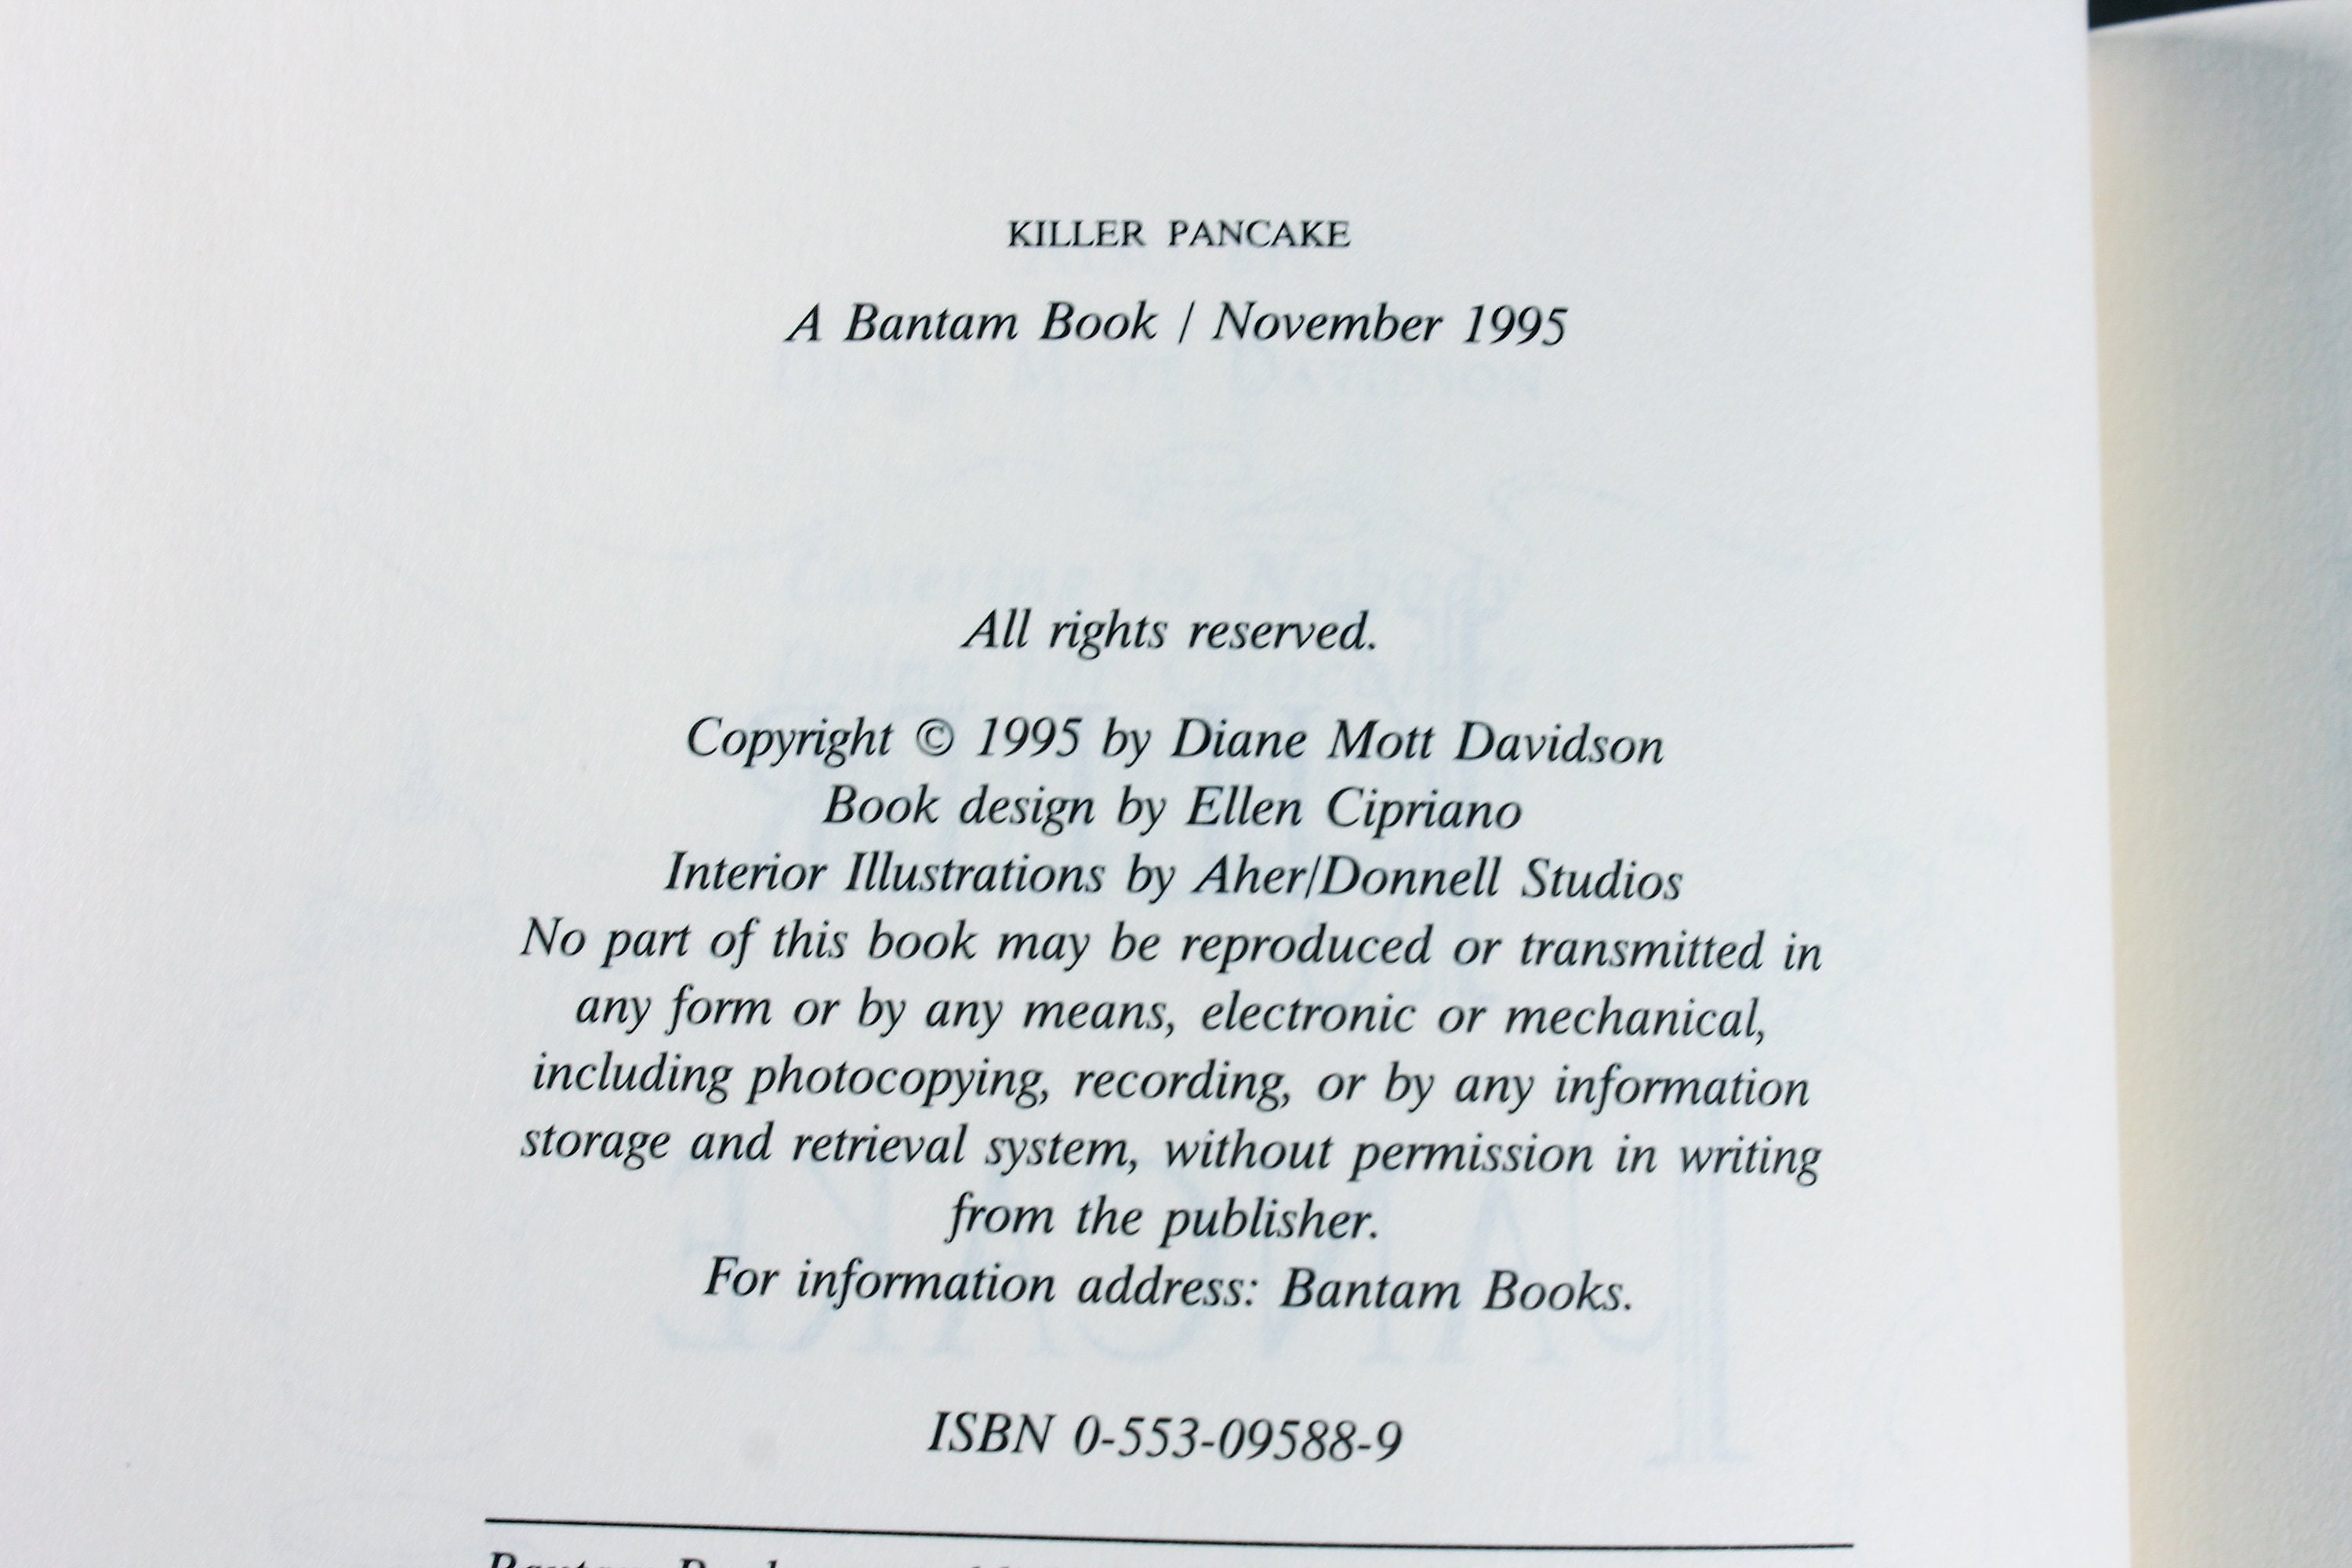 KILLER PANCAKE
A Bantam Book / November 1995
All rights reserved.
Copyright © 1995 by Diane Mott Davidson
Book design by Ellen Cipriano
Interior Illustrations by Aher/Donnell Studios
No part of this book may be reproduced or transmitted in
any form or by any means, electronic or mechanical,
including photocopying, recording, or by any information
storage and retrieval system, without permission in writing
from the publisher.
For information address: Bantam Books.
ISBN 0-553-09588-9